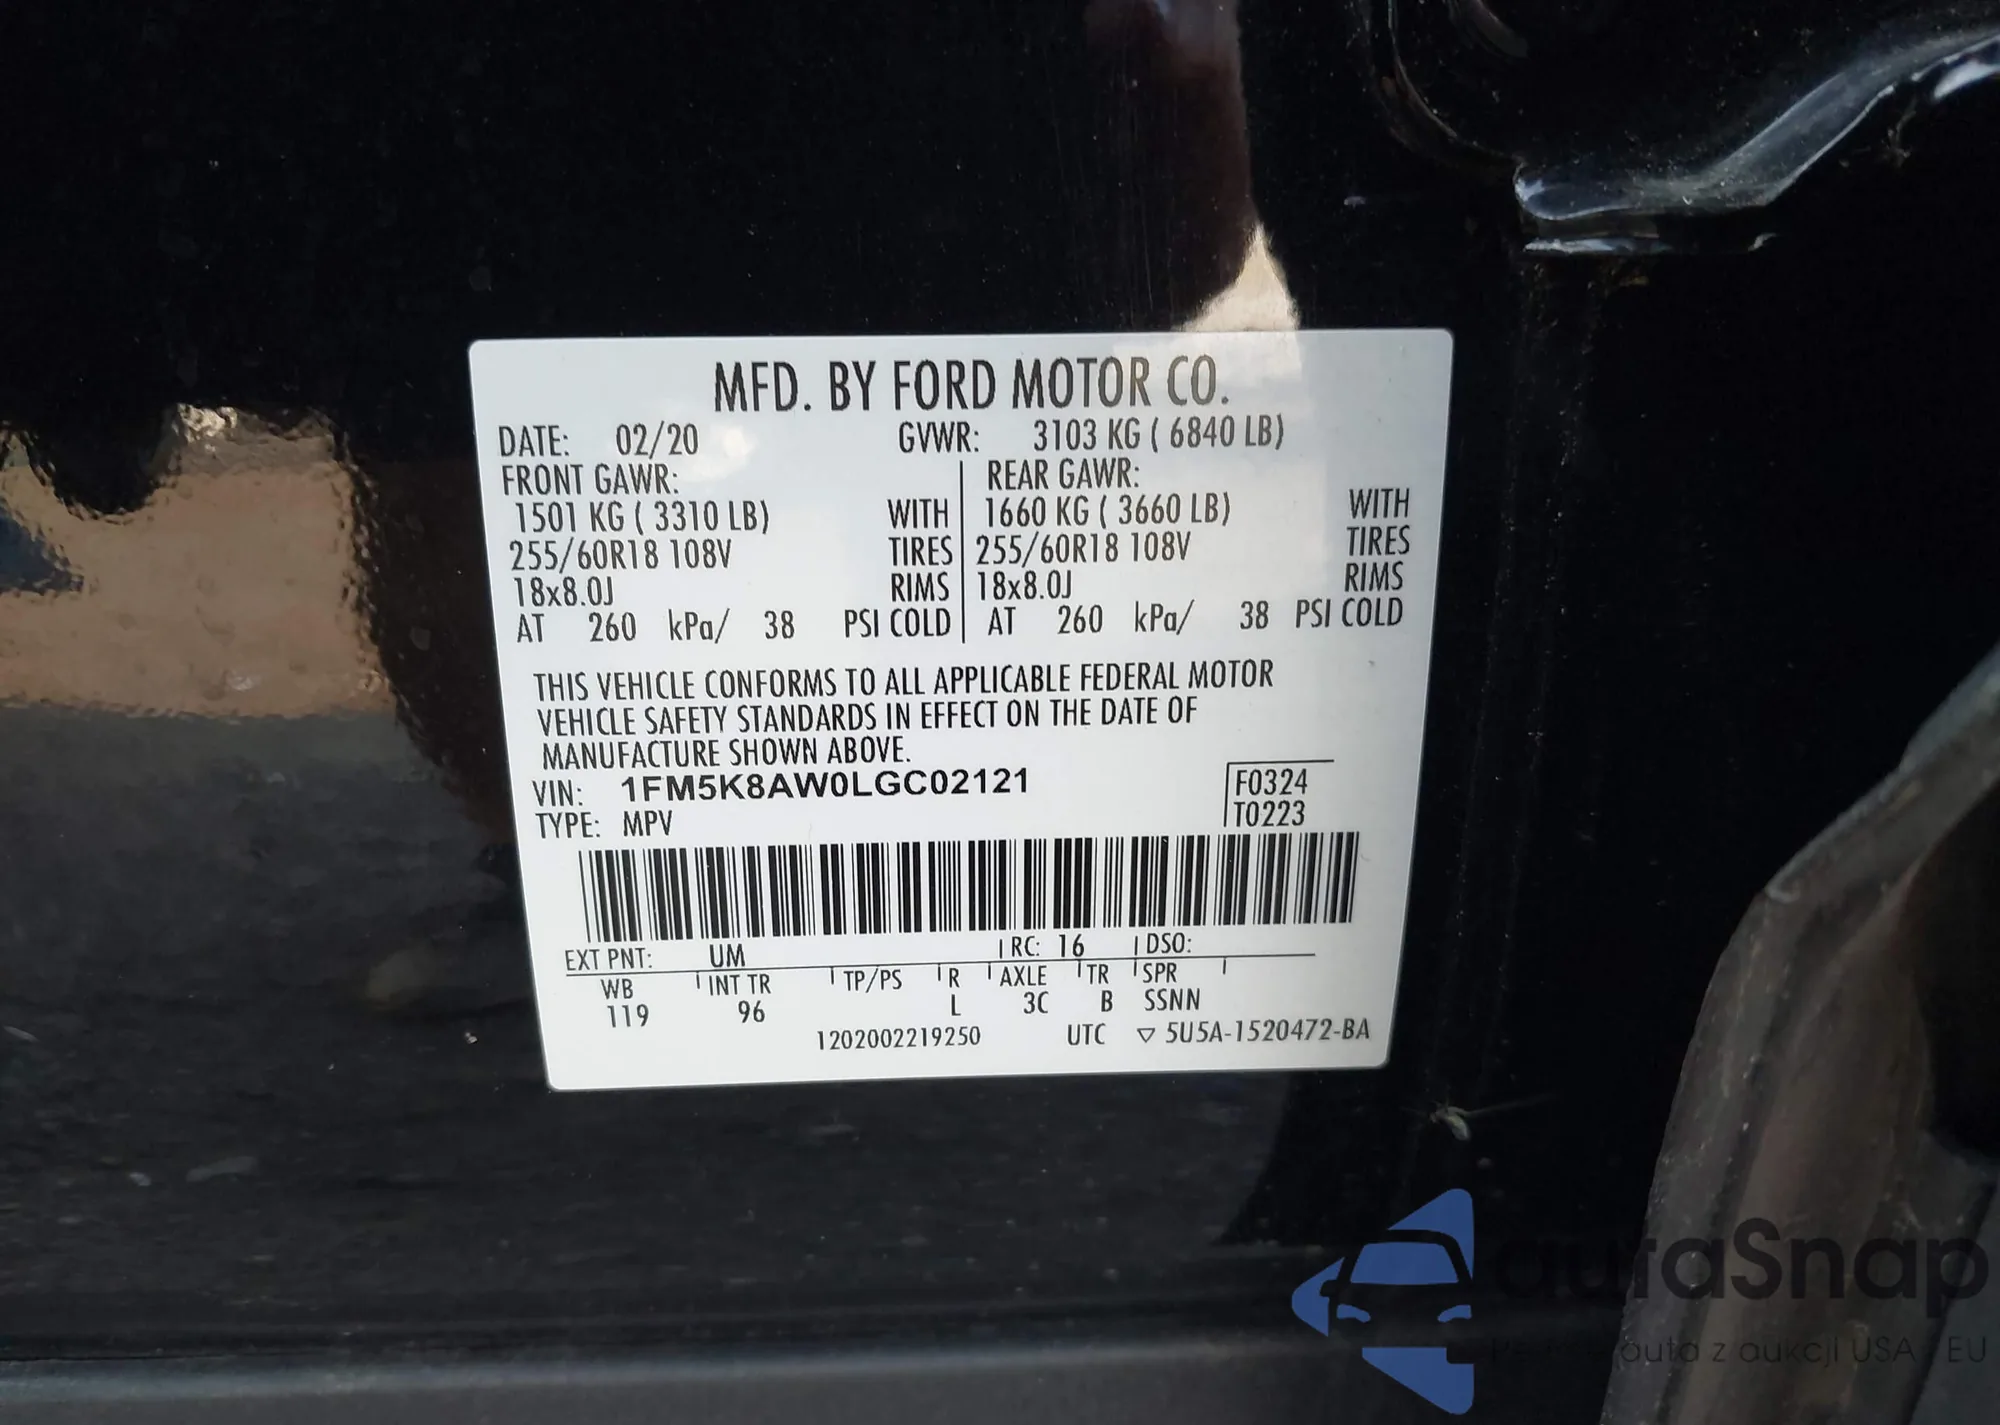 MFD. BY FORD MOTOR CO.
DATE: 02/20 GVWR: 3103 KG ( 6840 LB)
FRONT GAWR: REAR GAWR:
1501 KG ( 3310 LB) WITH 1660 KG ( 3660 LB) WITH
255/60R18 108V TIRES 255/60R18 108V TIRES
18x8.0J RIMS 18x8.0J RIMS
AT 260 kPa/ 38 PSI COLD AT 260 kPa/ 38 PSI COLD
THIS VEHICLE CONFORMS TO ALL APPLICABLE FEDERAL MOTOR
VEHICLE SAFETY STANDARDS IN EFFECT ON THE DATE OF
MANUFACTURE SHOWN ABOVE.
VIN: 1FM5K8AW0LGC02121 F0324
TYPE: MPV T0223
EXT PNT: UM RC: 16 DSO:
WB INT TR TP/PS R AXLE TR SPR
119 96 L 3C B SSNN
1202002219250 UTC ▽ 5U5A-1520472-BA
autaSnap
auta z aukcji USA EU